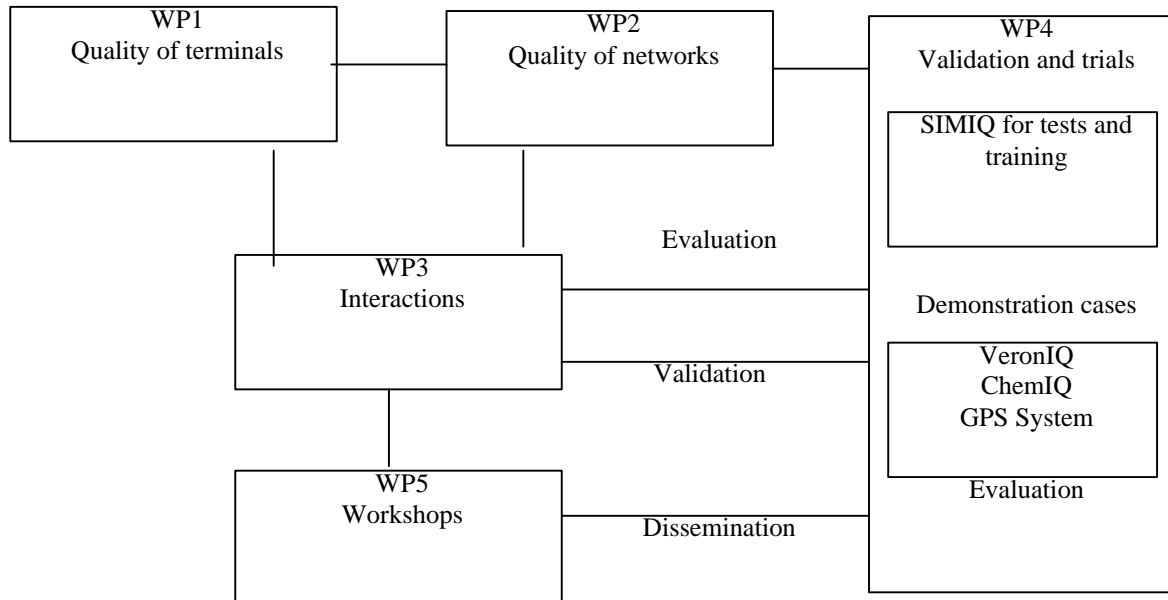 WP1
Quality of terminals
WP2
Quality of networks
WP4
Validation and trials
SIMIQ for tests and
training
Evaluation
WP3
Interactions
Demonstration cases
VeronIQ
ChemIQ
GPS System
Validation
Evaluation
WP5
Workshops
Dissemination